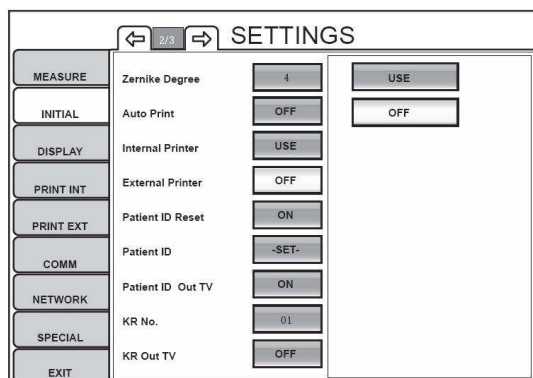 2/3 SETTINGS
MEASURE
INITIAL
DISPLAY
PRINT INT
PRINT EXT
COMM
NETWORK
SPECIAL
EXIT
Zernike Degree 4
Auto Print OFF
Internal Printer USE
External Printer OFF
Patient ID Reset ON
Patient ID -SET-
Patient ID Out TV ON
KR No. 01
KR Out TV OFF
USE
OFF